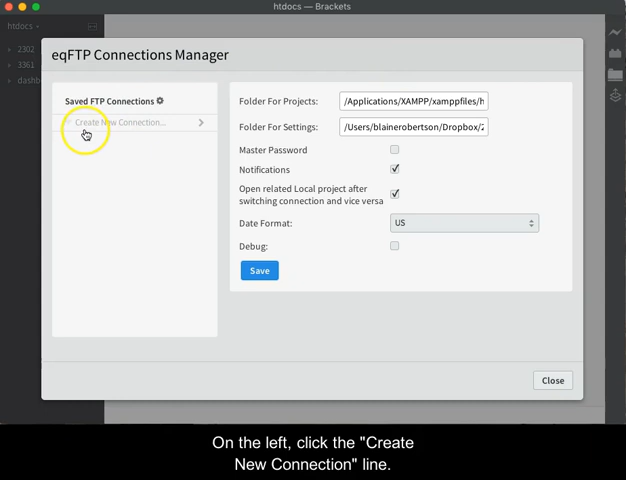 htdocs — Brackets
htdocs
2302
3361
dashb
eqFTP Connections Manager
Saved FTP Connections
Create New Connection...
Folder For Projects:
/Applications/XAMPP/xamppfiles/h
Folder For Settings:
/Users/blainerobertson/Dropbox/2
Master Password
Notifications
Open related Local project after
switching connection and vice versa
Date Format:
US
Debug:
Save
Close
On the left, click the "Create
New Connection" line.